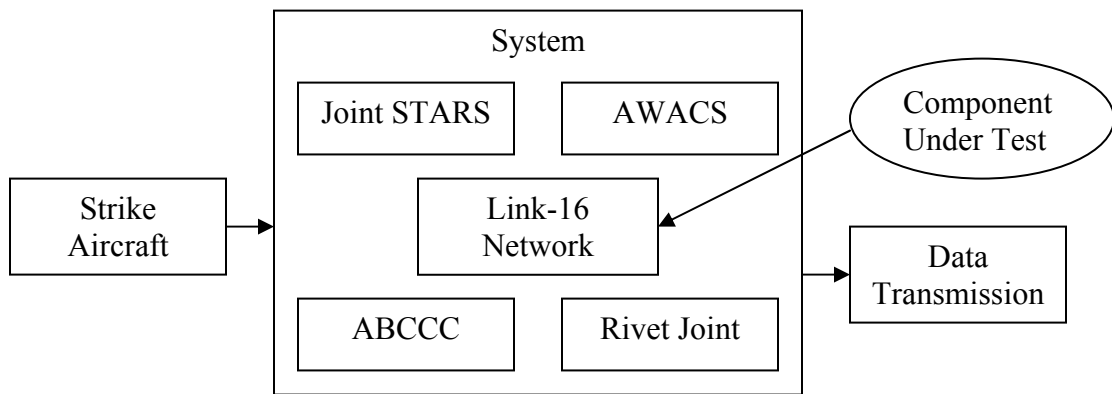 System
Joint STARS
AWACS
Component
Under Test
Strike
Aircraft
Link-16
Network
Data
Transmission
ABCCC
Rivet Joint